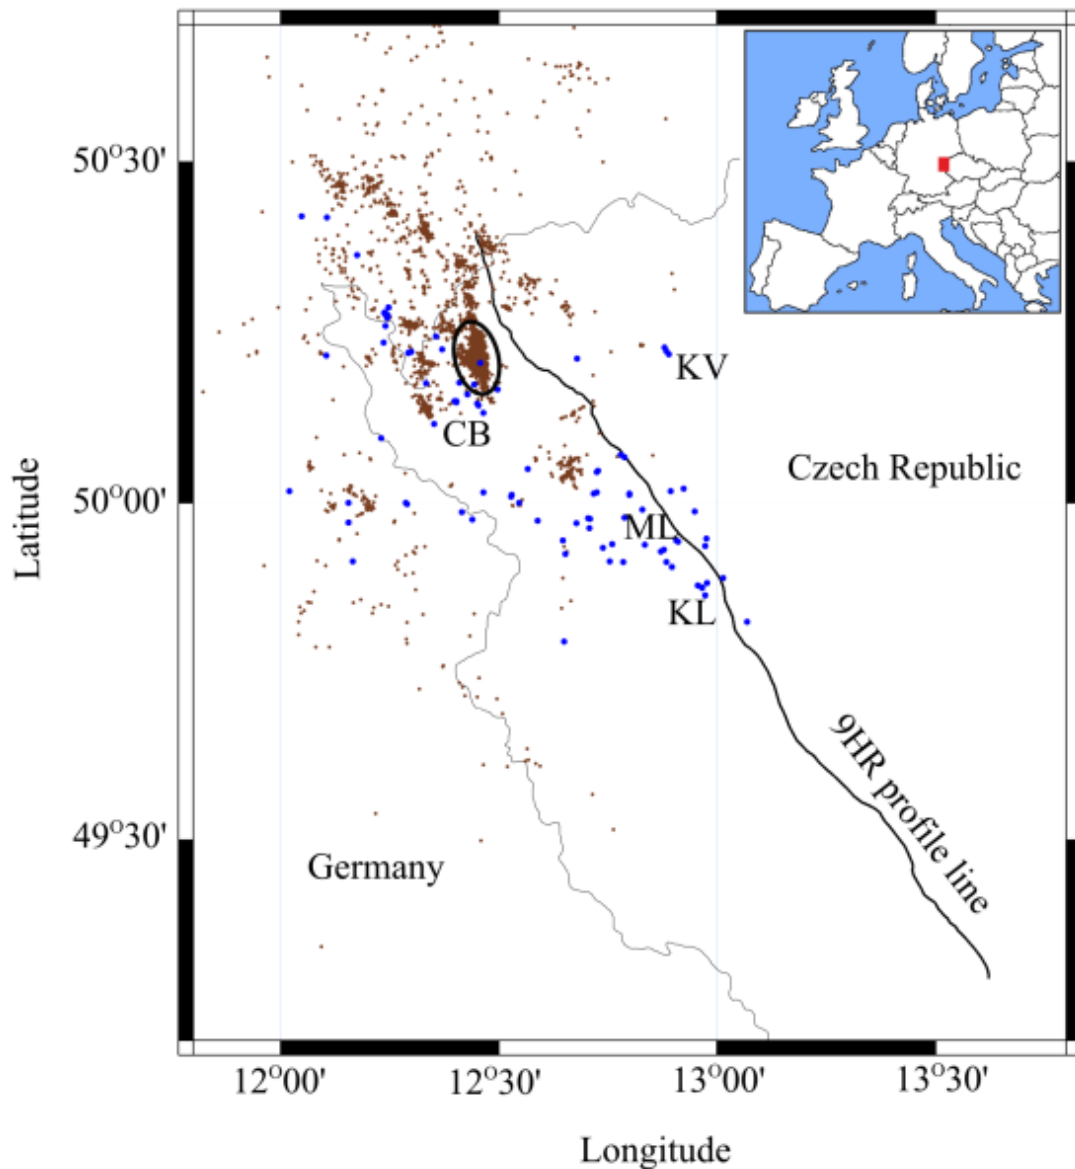 50°30'
KV
CB
Czech Republic
50°00'
ML
KL
9HR profile line
49°30'
Germany
12°00'
12°30'
13°00'
13°30'
Latitude
Longitude